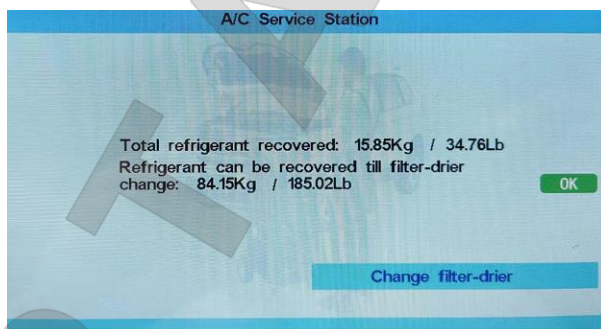 A/C Service Station
Total refrigerant recovered: 15.85Kg / 34.76Lb
Refrigerant can be recovered till filter-drier
change: 84.15Kg / 185.02Lb
OK
Change filter-drier